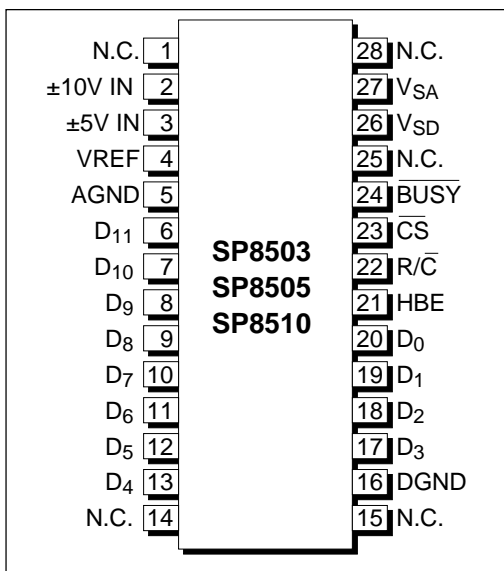 N.C. 1
±10V IN 2
±5V IN 3
VREF 4
AGND 5
D11 6
D10 7
D9 8
D8 9
D7 10
D6 11
D5 12
D4 13
N.C. 14
SP8503
SP8505
SP8510
28 N.C.
27 VSA
26 VSD
25 N.C.
24 B̅U̅S̅Y̅
23 C̅S̅
22 R/C̅
21 HBE
20 D0
19 D1
18 D2
17 D3
16 DGND
15 N.C.